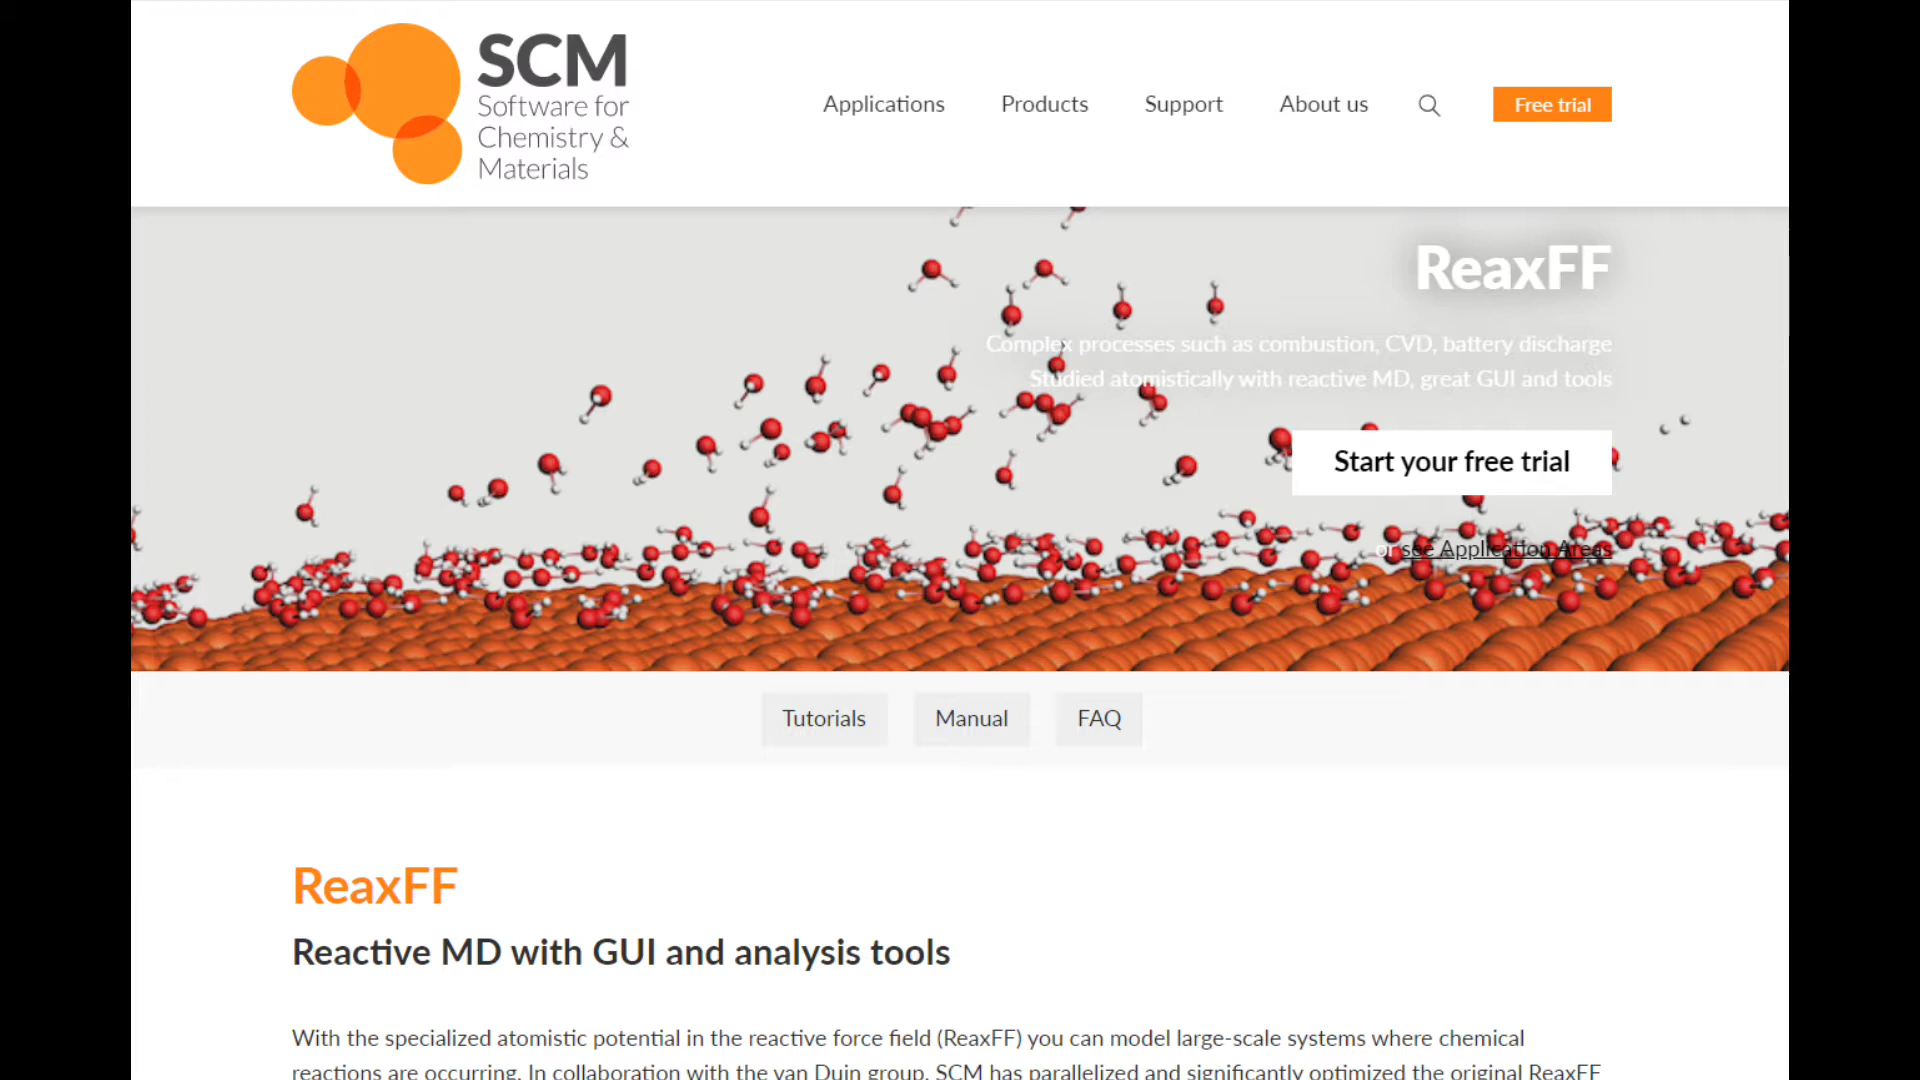 SCM
Software for
Chemistry &
Materials
Applications
Products
Support
About us
Free trial
ReaxFF
Complex processes such as combustion, CVD, battery discharge
Studied atomistically with reactive MD, great GUI and tools
Start your free trial
or see Application Areas
Tutorials
Manual
FAQ
ReaxFF
Reactive MD with GUI and analysis tools
With the specialized atomistic potential in the reactive force field (ReaxFF) you can model large-scale systems where chemical
reactions are occurring. In collaboration with the van Duin group, SCM has parallelized and significantly optimized the original ReaxFF